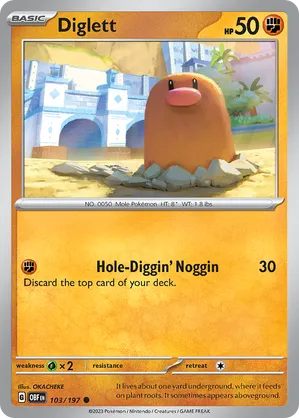 BASIC
Diglett
HP 50
NO. 0050 Mole Pokémon HT: 8" WT: 1.8 lbs.
Hole-Diggin' Noggin 30
Discard the top card of your deck.
weakness ×2 resistance retreat
Illus. OKACHEKE
It lives about one yard underground, where it feeds on
G OBF EN 103/197 plant roots. It sometimes appears aboveground.
©2023 Pokémon / Nintendo / Creatures / GAME FREAK